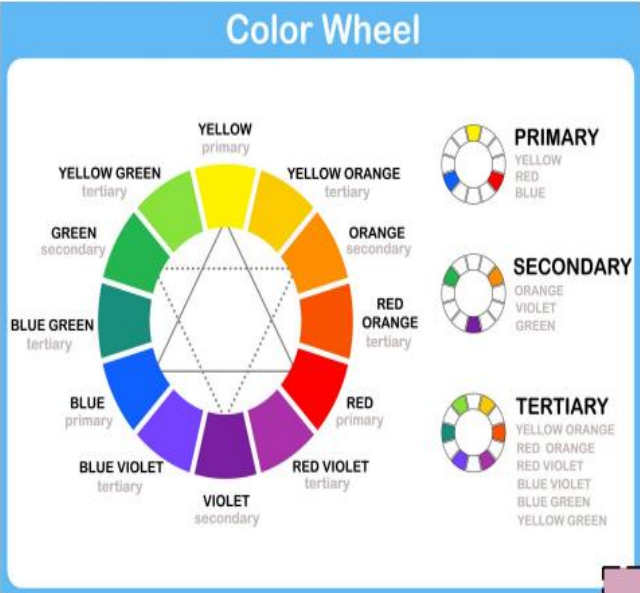 Color Wheel
YELLOW
primary
YELLOW GREEN
tertiary
YELLOW ORANGE
tertiary
GREEN
secondary
ORANGE
secondary
BLUE GREEN
tertiary
RED
ORANGE
tertiary
BLUE
primary
RED
primary
BLUE VIOLET
tertiary
RED VIOLET
tertiary
VIOLET
secondary
PRIMARY
YELLOW
RED
BLUE
SECONDARY
ORANGE
VIOLET
GREEN
TERTIARY
YELLOW ORANGE
RED ORANGE
RED VIOLET
BLUE VIOLET
BLUE GREEN
YELLOW GREEN